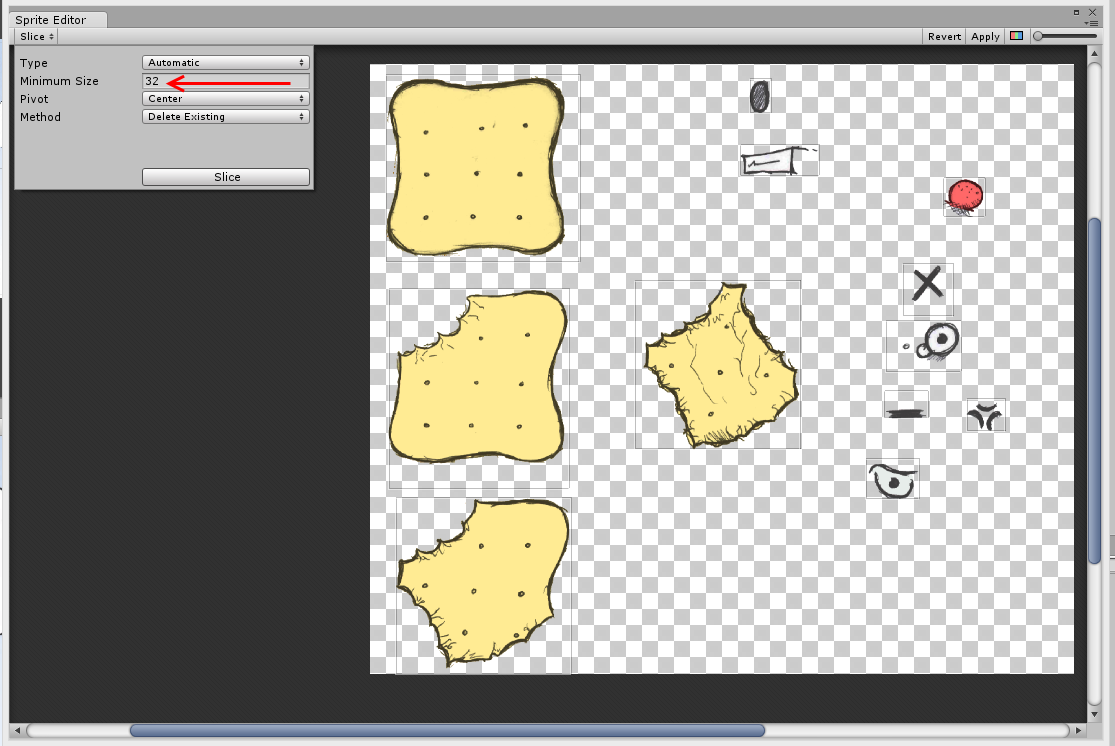 Sprite Editor
Slice Revert Apply
Type Automatic
Minimum Size 32
Pivot Center
Method Delete Existing
Slice